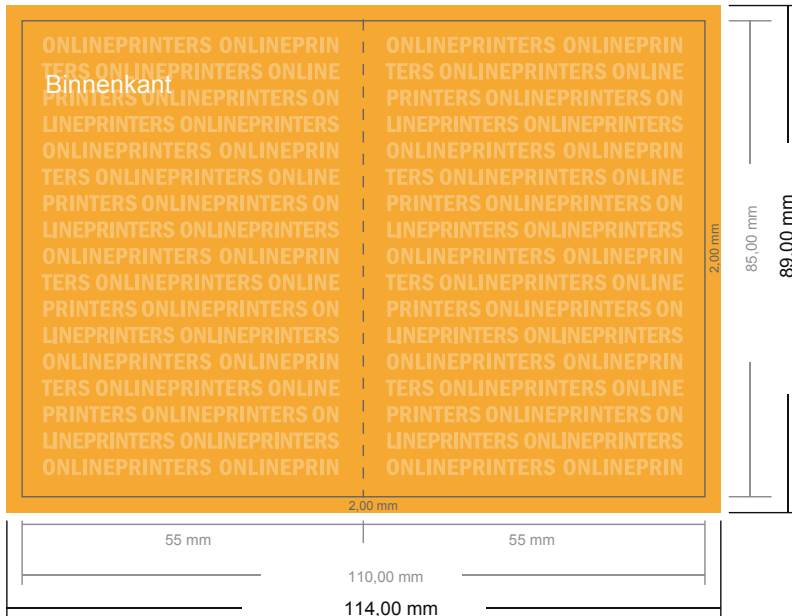 ONLINEPRINTERS ONLINEPRIN
TERS ONLINEPRINTERS ONLINE
PRINTERS ONLINEPRINTERS ON
LINEPRINTERS ONLINEPRINTERS
ONLINEPRINTERS ONLINEPRIN
TERS ONLINEPRINTERS ONLINE
PRINTERS ONLINEPRINTERS ON
LINEPRINTERS ONLINEPRINTERS
ONLINEPRINTERS ONLINEPRIN
TERS ONLINEPRINTERS ONLINE
PRINTERS ONLINEPRINTERS ON
LINEPRINTERS ONLINEPRINTERS
ONLINEPRINTERS ONLINEPRIN
TERS ONLINEPRINTERS ONLINE
PRINTERS ONLINEPRINTERS ON
LINEPRINTERS ONLINEPRINTERS
ONLINEPRINTERS ONLINEPRIN
Binnenkant
ONLINEPRINTERS ONLINEPRIN
TERS ONLINEPRINTERS ONLINE
PRINTERS ONLINEPRINTERS ON
LINEPRINTERS ONLINEPRINTERS
ONLINEPRINTERS ONLINEPRIN
TERS ONLINEPRINTERS ONLINE
PRINTERS ONLINEPRINTERS ON
LINEPRINTERS ONLINEPRINTERS
ONLINEPRINTERS ONLINEPRIN
TERS ONLINEPRINTERS ONLINE
PRINTERS ONLINEPRINTERS ON
LINEPRINTERS ONLINEPRINTERS
ONLINEPRINTERS ONLINEPRIN
TERS ONLINEPRINTERS ONLINE
PRINTERS ONLINEPRINTERS ON
LINEPRINTERS ONLINEPRINTERS
ONLINEPRINTERS ONLINEPRIN
2,00 mm
85,00 mm
89,00 mm
2,00 mm
55 mm
55 mm
110,00 mm
114,00 mm